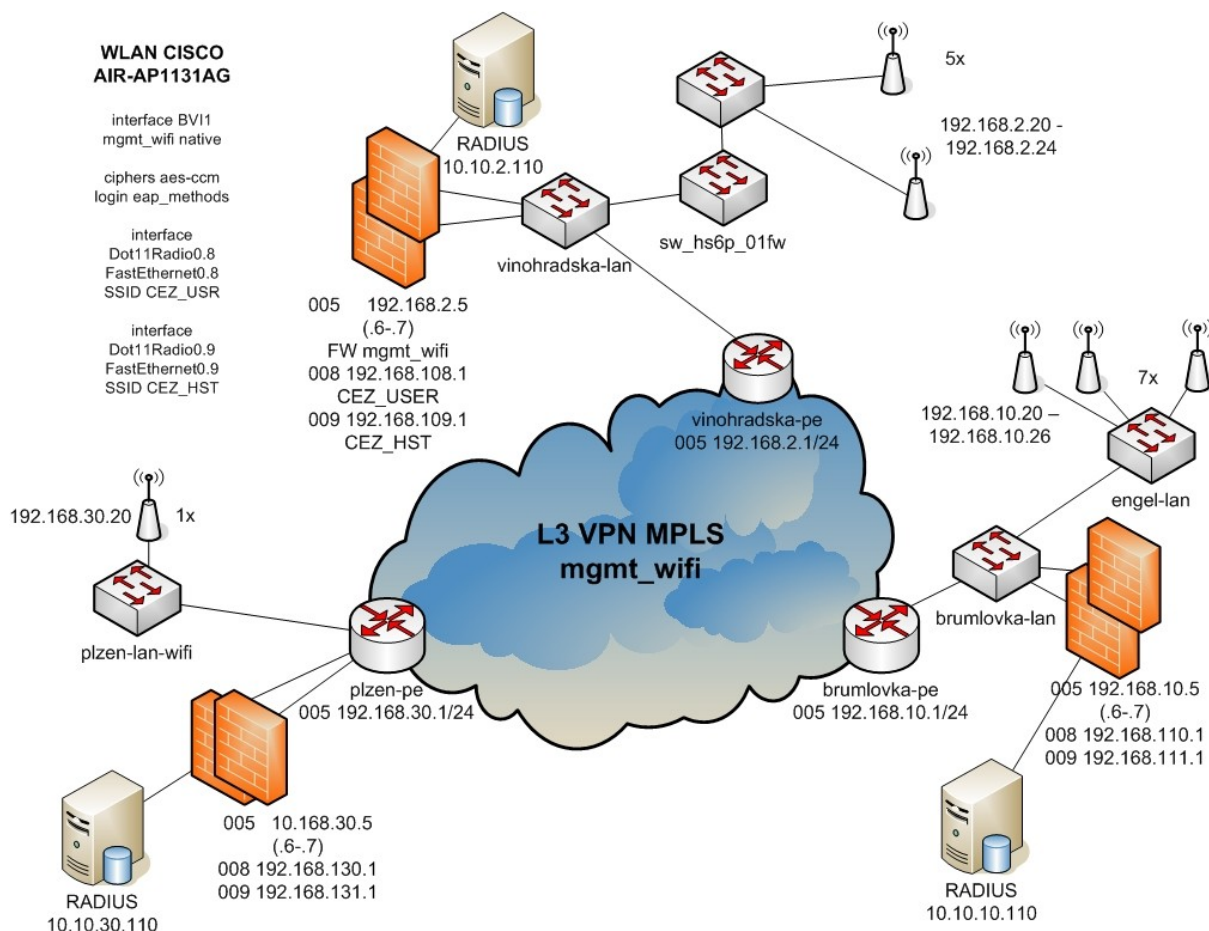 WLAN CISCO
AIR-AP1131AG
interface BVI1
mgmt_wifi native
ciphers aes-ccm
login eap_methods
interface
Dot11Radio0.8
FastEthernet0.8
SSID CEZ_USR
interface
Dot11Radio0.9
FastEthernet0.9
SSID CEZ_HST
RADIUS
10.10.2.110
5x
192.168.2.20 -
192.168.2.24
sw_hs6p_01fw
vinohradska-lan
005 192.168.2.5
(.6-.7)
FW mgmt_wifi
008 192.168.108.1
CEZ_USER
009 192.168.109.1
CEZ_HST
vinohradska-pe
005 192.168.2.1/24
7x
192.168.10.20 –
192.168.10.26
engel-lan
192.168.30.20
1x
plzen-lan-wifi
L3 VPN MPLS
mgmt_wifi
brumlovka-lan
plzen-pe
005 192.168.30.1/24
brumlovka-pe
005 192.168.10.1/24
005 192.168.10.5
(.6-.7)
008 192.168.110.1
009 192.168.111.1
005 10.168.30.5
(.6-.7)
008 192.168.130.1
009 192.168.131.1
RADIUS
10.10.30.110
RADIUS
10.10.10.110